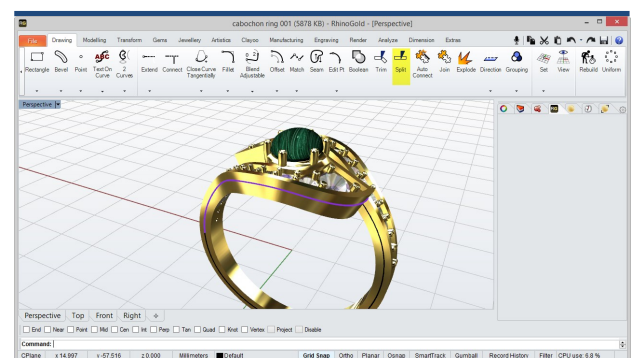 cabochon ring 001 (5878 KB) - RhinoGold - [Perspective]
File Drawing Modelling Transform Gems Jewellery Artistics Clayoo Manufacturing Engraving Render Analyze Dimension Extras
Rectangle Bevel Point Text On Curve 2 Curves Extend Connect Close Curve Tangentially Fillet Blend Adjustable Offset Match Seam Edit Pt Boolean Trim Split Auto Connect Join Explode Direction Grouping Set View Rebuild Uniform
Perspective
Perspective Top Front Right
End Near Point Mid Cen Int Perp Tan Quad Knot Vertex Project Disable
Command:
CPlane x 14.997 y -57.516 z 0.000 Millimeters Default Grid Snap Ortho Planar Osnap SmartTrack Gumball Record History Filter CPU use: 6.8 %